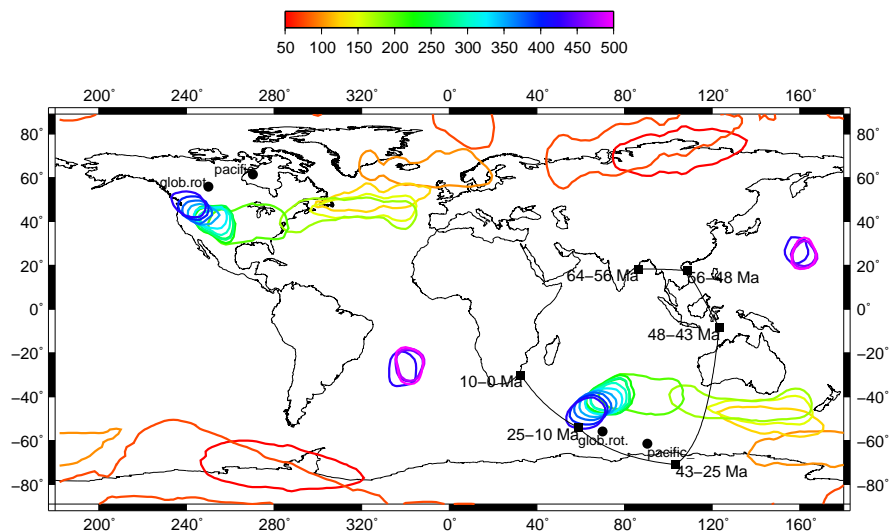 50 100 150 200 250 300 350 400 450 500
200˚ 240˚ 280˚ 320˚ 0˚ 40˚ 80˚ 120˚ 160˚
80˚ 80˚
pacific_
glob.rot.
60˚ 60˚
40˚ 40˚
20˚ 20˚
64−56 Ma 56−48 Ma
0˚ 0˚
48−43 Ma
−20˚ −20˚
10−0 Ma
−40˚ −40˚
25−10 Ma
glob.rot.
−60˚ −60˚
pacific_
43−25 Ma
−80˚ −80˚
200˚ 240˚ 280˚ 320˚ 0˚ 40˚ 80˚ 120˚ 160˚